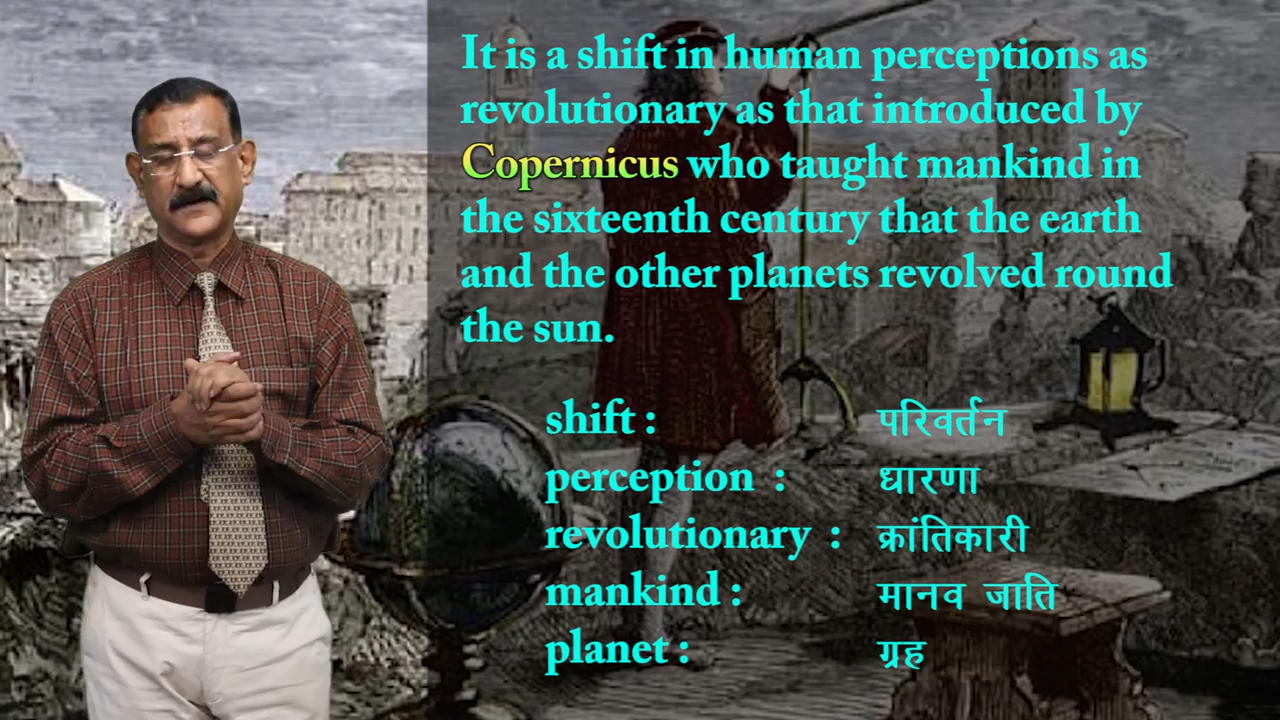 It is a shift in human perceptions as
revolutionary as that introduced by
Copernicus who taught mankind in
the sixteenth century that the earth
and the other planets revolved round
the sun.
shift : परिवर्तन
perception : धारणा
revolutionary : क्रांतिकारी
mankind : मानव जाति
planet : ग्रह